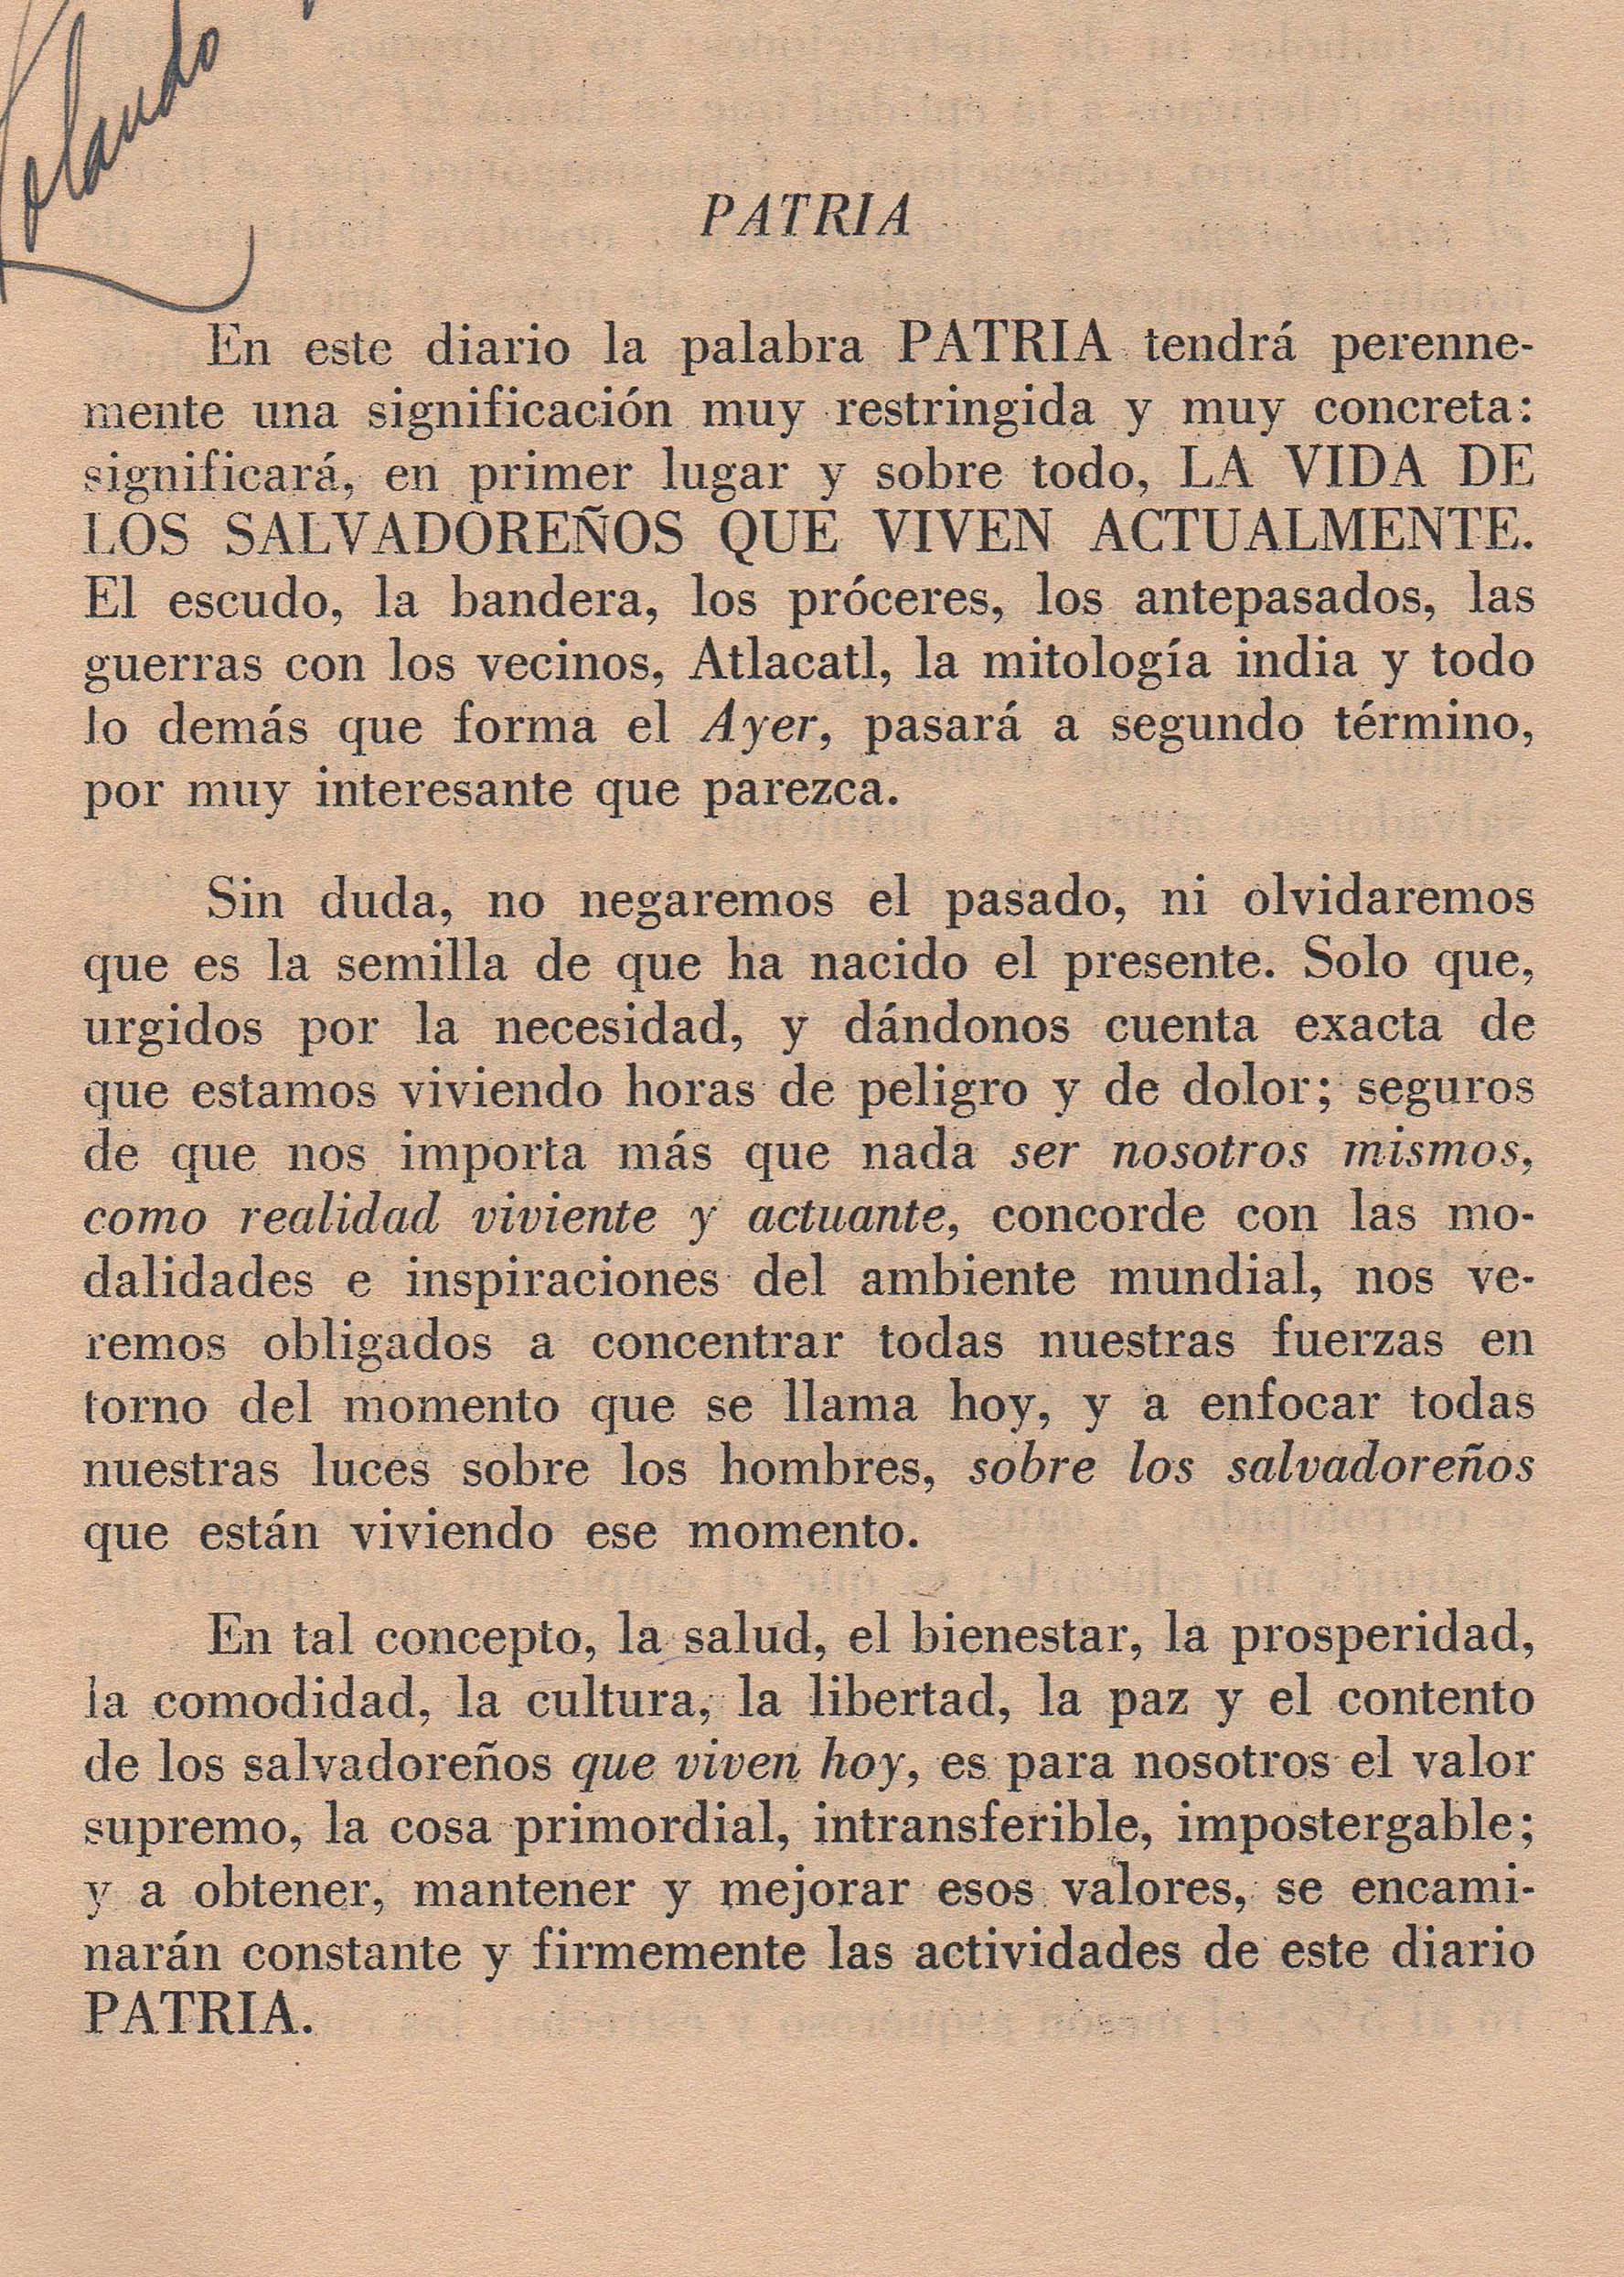 Rolando
PATRIA
En este diario la palabra PATRIA tendrá perenne-
mente una significación muy restringida y muy concreta:
significará, en primer lugar y sobre todo, LA VIDA DE
LOS SALVADOREÑOS QUE VIVEN ACTUALMENTE.
El escudo, la bandera, los próceres, los antepasados, las
guerras con los vecinos, Atlacatl, la mitología india y todo
lo demás que forma el Ayer, pasará a segundo término,
por muy interesante que parezca.
Sin duda, no negaremos el pasado, ni olvidaremos
que es la semilla de que ha nacido el presente. Solo que,
urgidos por la necesidad, y dándonos cuenta exacta de
que estamos viviendo horas de peligro y de dolor; seguros
de que nos importa más que nada ser nosotros mismos,
como realidad viviente y actuante, concorde con las mo-
dalidades e inspiraciones del ambiente mundial, nos ve-
remos obligados a concentrar todas nuestras fuerzas en
torno del momento que se llama hoy, y a enfocar todas
nuestras luces sobre los hombres, sobre los salvadoreños
que están viviendo ese momento.
En tal concepto, la salud, el bienestar, la prosperidad,
la comodidad, la cultura, la libertad, la paz y el contento
de los salvadoreños que viven hoy, es para nosotros el valor
supremo, la cosa primordial, intransferible, impostergable;
y a obtener, mantener y mejorar esos valores, se encami-
narán constante y firmemente las actividades de este diario
PATRIA.